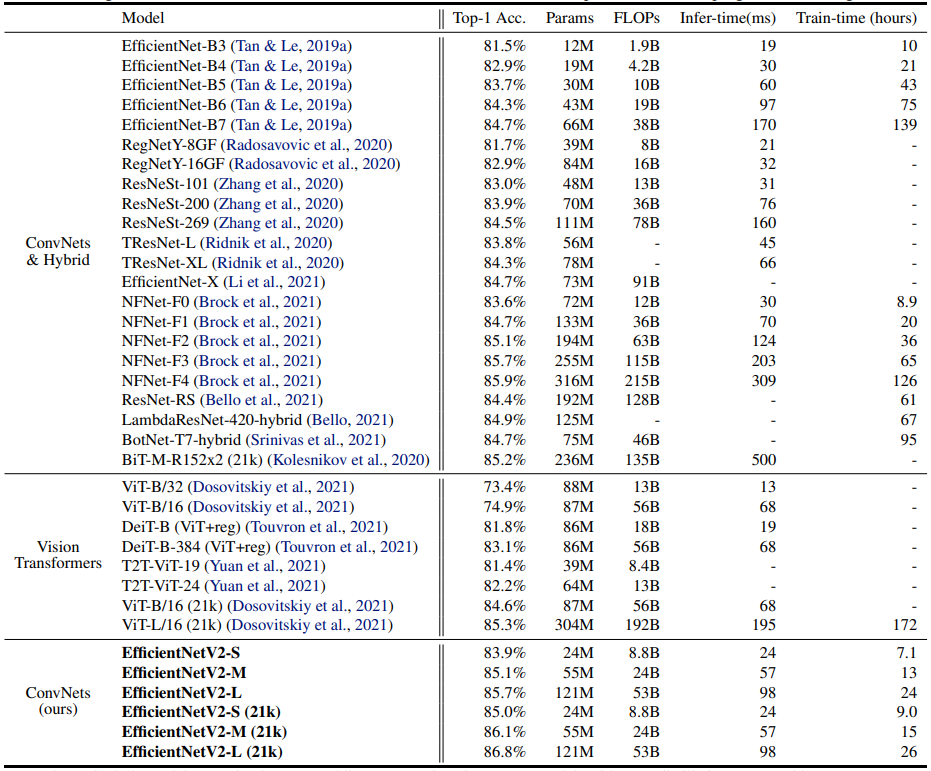 Model Top-1 Acc. Params FLOPs Infer-time(ms) Train-time (hours)
ConvNets & Hybrid
EfficientNet-B3 (Tan & Le, 2019a) 81.5% 12M 1.9B 19 10
EfficientNet-B4 (Tan & Le, 2019a) 82.9% 19M 4.2B 30 21
EfficientNet-B5 (Tan & Le, 2019a) 83.7% 30M 10B 60 43
EfficientNet-B6 (Tan & Le, 2019a) 84.3% 43M 19B 97 75
EfficientNet-B7 (Tan & Le, 2019a) 84.7% 66M 38B 170 139
RegNetY-8GF (Radosavovic et al., 2020) 81.7% 39M 8B 21 -
RegNetY-16GF (Radosavovic et al., 2020) 82.9% 84M 16B 32 -
ResNeSt-101 (Zhang et al., 2020) 83.0% 48M 13B 31 -
ResNeSt-200 (Zhang et al., 2020) 83.9% 70M 36B 76 -
ResNeSt-269 (Zhang et al., 2020) 84.5% 111M 78B 160 -
TResNet-L (Ridnik et al., 2020) 83.8% 56M - 45 -
TResNet-XL (Ridnik et al., 2020) 84.3% 78M - 66 -
EfficientNet-X (Li et al., 2021) 84.7% 73M 91B - -
NFNet-F0 (Brock et al., 2021) 83.6% 72M 12B 30 8.9
NFNet-F1 (Brock et al., 2021) 84.7% 133M 36B 70 20
NFNet-F2 (Brock et al., 2021) 85.1% 194M 63B 124 36
NFNet-F3 (Brock et al., 2021) 85.7% 255M 115B 203 65
NFNet-F4 (Brock et al., 2021) 85.9% 316M 215B 309 126
ResNet-RS (Bello et al., 2021) 84.4% 192M 128B - 61
LambdaResNet-420-hybrid (Bello, 2021) 84.9% 125M - - 67
BotNet-T7-hybrid (Srinivas et al., 2021) 84.7% 75M 46B - 95
BiT-M-R152x2 (21k) (Kolesnikov et al., 2020) 85.2% 236M 135B 500 -
Vision Transformers
ViT-B/32 (Dosovitskiy et al., 2021) 73.4% 88M 13B 13 -
ViT-B/16 (Dosovitskiy et al., 2021) 74.9% 87M 56B 68 -
DeiT-B (ViT+reg) (Touvron et al., 2021) 81.8% 86M 18B 19 -
DeiT-B-384 (ViT+reg) (Touvron et al., 2021) 83.1% 86M 56B 68 -
T2T-ViT-19 (Yuan et al., 2021) 81.4% 39M 8.4B - -
T2T-ViT-24 (Yuan et al., 2021) 82.2% 64M 13B - -
ViT-B/16 (21k) (Dosovitskiy et al., 2021) 84.6% 87M 56B 68 -
ViT-L/16 (21k) (Dosovitskiy et al., 2021) 85.3% 304M 192B 195 172
ConvNets (ours)
EfficientNetV2-S 83.9% 24M 8.8B 24 7.1
EfficientNetV2-M 85.1% 55M 24B 57 13
EfficientNetV2-L 85.7% 121M 53B 98 24
EfficientNetV2-S (21k) 85.0% 24M 8.8B 24 9.0
EfficientNetV2-M (21k) 86.1% 55M 24B 57 15
EfficientNetV2-L (21k) 86.8% 121M 53B 98 26